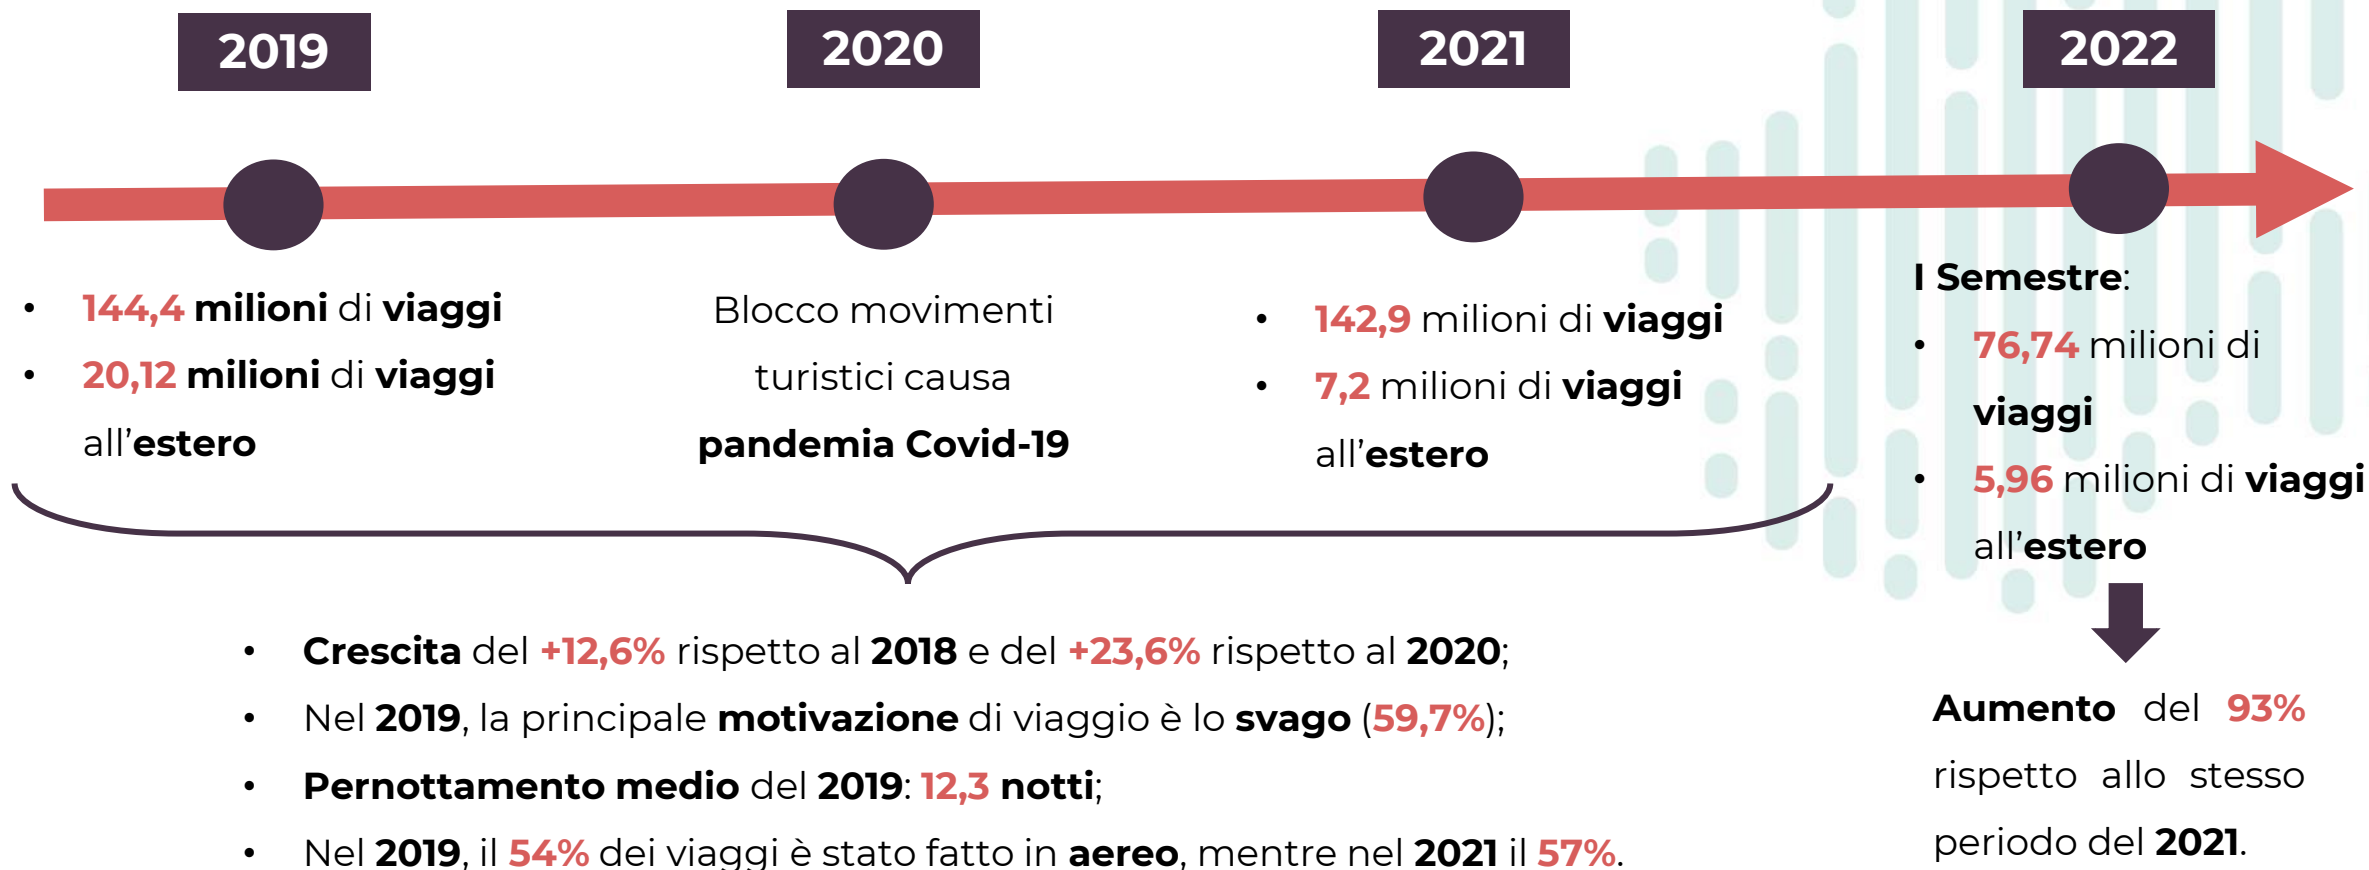 2019
2020
2021
2022
• 144,4 milioni di viaggi
• 20,12 milioni di viaggi
all’estero
Blocco movimenti
turistici causa
pandemia Covid-19
• 142,9 milioni di viaggi
• 7,2 milioni di viaggi
all’estero
I Semestre:
• 76,74 milioni di
viaggi
• 5,96 milioni di viaggi
all’estero
• Crescita del +12,6% rispetto al 2018 e del +23,6% rispetto al 2020;
• Nel 2019, la principale motivazione di viaggio è lo svago (59,7%);
• Pernottamento medio del 2019: 12,3 notti;
• Nel 2019, il 54% dei viaggi è stato fatto in aereo, mentre nel 2021 il 57%.
Aumento del 93%
rispetto allo stesso
periodo del 2021.